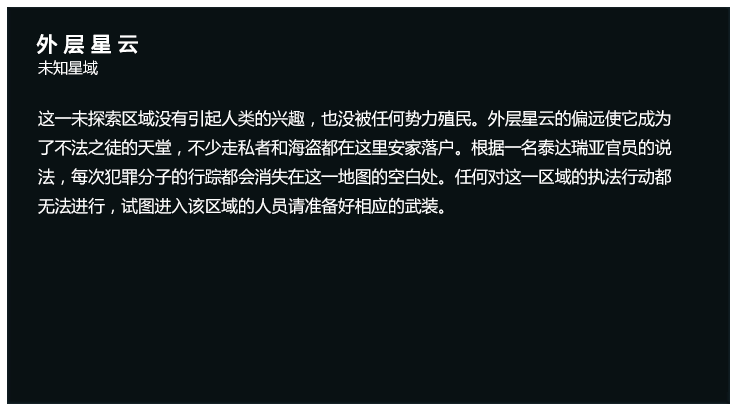 外层星云
未知星域
这一未探索区域没有引起人类的兴趣，也没被任何势力殖民。外层星云的偏远使它成为
了不法之徒的天堂，不少走私者和海盗都在这里安家落户。根据一名泰达瑞亚官员的说
法，每次犯罪分子的行踪都会消失在这一地图的空白处。任何对这一区域的执法行动都
无法进行，试图进入该区域的人员请准备好相应的武装。